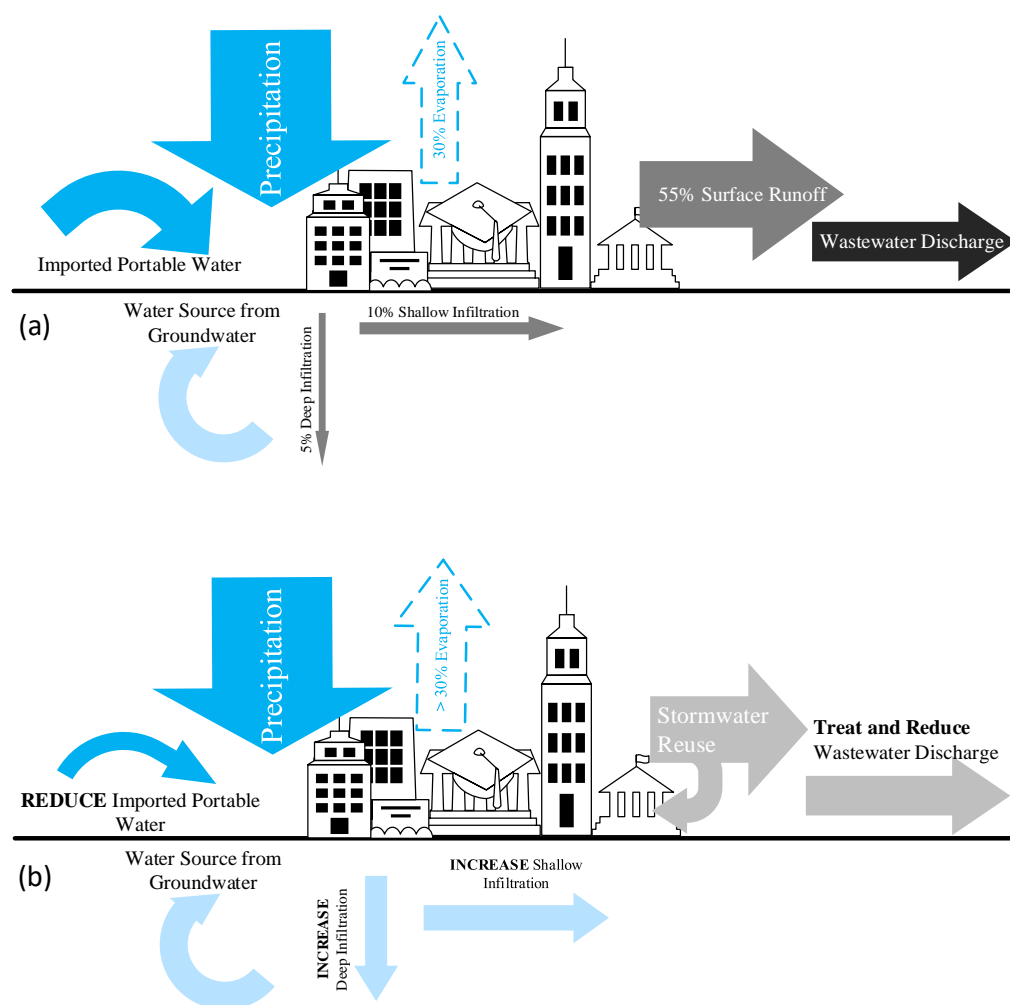 Precipitation
30% Evaporation
55% Surface Runoff
Wastewater Discharge
Imported Portable Water
(a)
Water Source from
Groundwater
5% Deep Infiltration
10% Shallow Infiltration
Precipitation
> 30% Evaporation
Stormwater
Reuse
Treat and Reduce
Wastewater Discharge
REDUCE Imported Portable
Water
(b)
Water Source from
Groundwater
INCREASE
Deep Infiltration
INCREASE Shallow
Infiltration